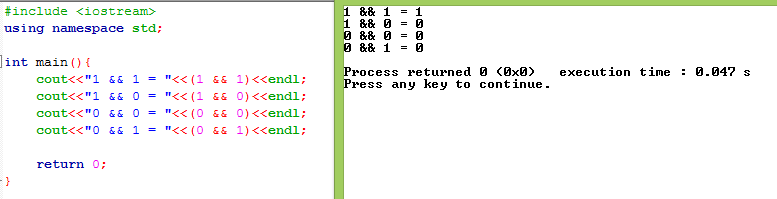 #include <iostream>
using namespace std;

int main(){
    cout<<"1 && 1 = "<<(1 && 1)<<endl;
    cout<<"1 && 0 = "<<(1 && 0)<<endl;
    cout<<"0 && 0 = "<<(0 && 0)<<endl;
    cout<<"0 && 1 = "<<(0 && 1)<<endl;

    return 0;
}
1 && 1 = 1
1 && 0 = 0
0 && 0 = 0
0 && 1 = 0

Process returned 0 (0x0)   execution time : 0.047 s
Press any key to continue.